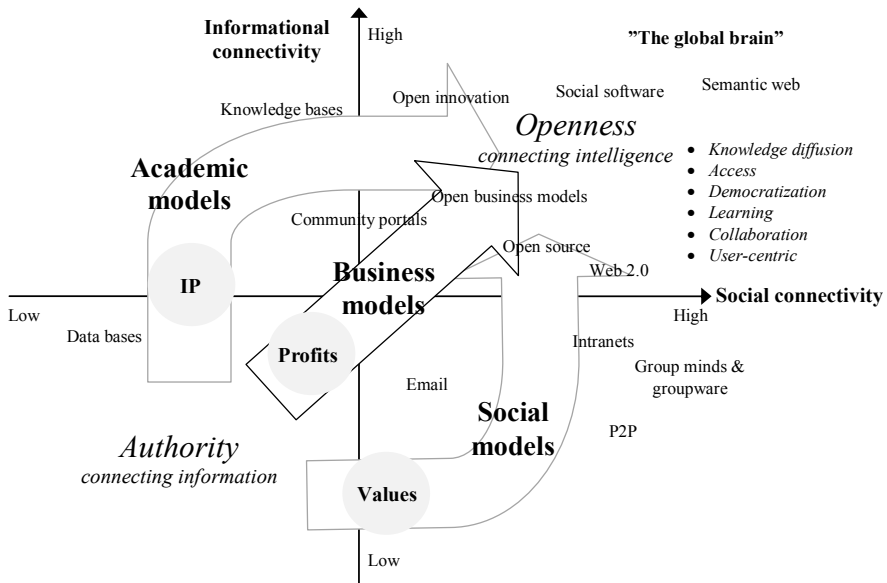 Informational
connectivity
High
”The global brain”
Social software
Semantic web
Knowledge bases
Open innovation
Openness
connecting intelligence
• Knowledge diffusion
• Access
• Democratization
• Learning
• Collaboration
• User-centric
Academic
models
Community portals
Open business models
Open source
Web 2.0
IP
Business
models
Social connectivity
Low
High
Data bases
Profits
Intranets
Group minds &
groupware
Email
Social
models
P2P
Authority
connecting information
Values
Low